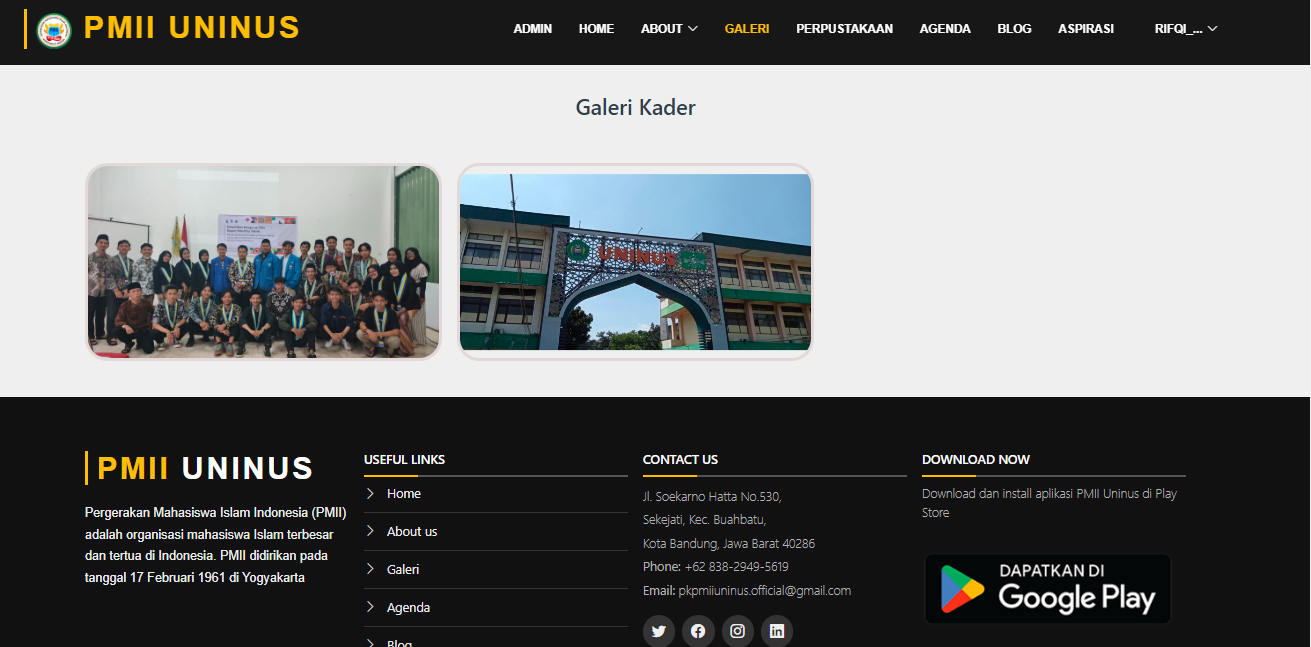 PMII UNINUS
ADMIN HOME ABOUT GALERI PERPUSTAKAAN AGENDA BLOG ASPIRASI RIFQI_...
Galeri Kader
UNINUS
PMII UNINUS
Pergerakan Mahasiswa Islam Indonesia (PMII)
adalah organisasi mahasiswa Islam terbesar
dan tertua di Indonesia. PMII didirikan pada
tanggal 17 Februari 1961 di Yogyakarta
USEFUL LINKS
Home
About us
Galeri
Agenda
Blog
CONTACT US
Jl. Soekarno Hatta No.530,
Sekejati, Kec. Buahbatu,
Kota Bandung, Jawa Barat 40286
Phone: +62 838-2949-5619
Email: pkpmiiuninus.official@gmail.com
DOWNLOAD NOW
Download dan install aplikasi PMII Uninus di Play
Store
DAPATKAN DI
Google Play